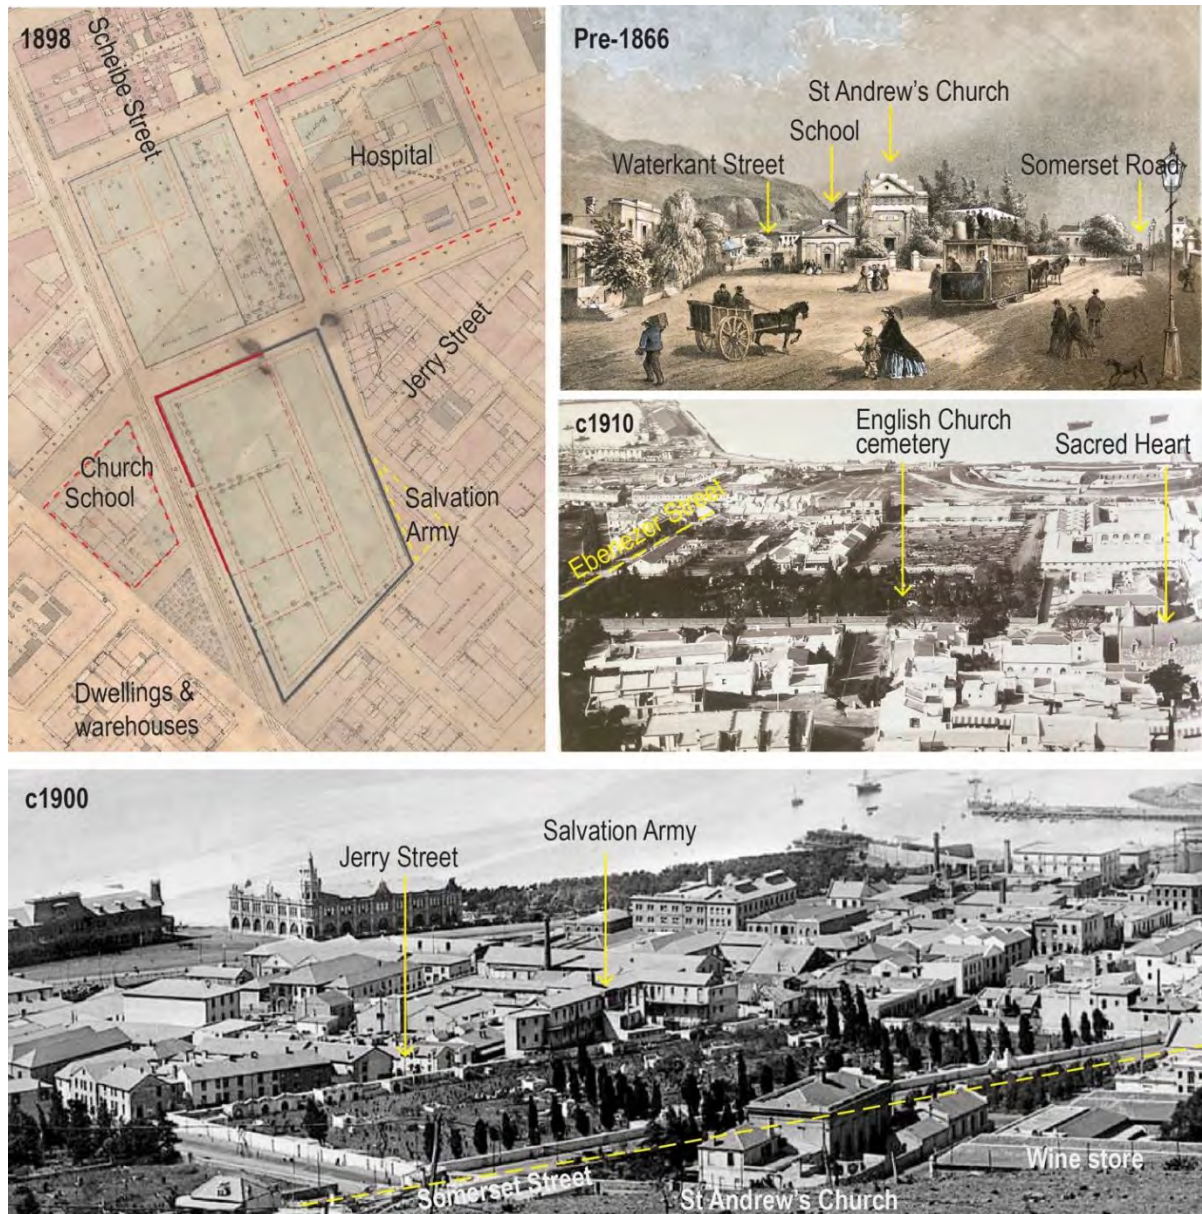 1898
Scheibe Street
Hospital
Jerry Street
Church
School
Salvation
Army
Dwellings &
warehouses
Pre-1866
St Andrew's Church
School
Waterkant Street
Somerset Road
c1910
English Church
cemetery
Sacred Heart
Ebenezer Street
c1900
Salvation Army
Jerry Street
Somerset Street
St Andrew's Church
Wine store